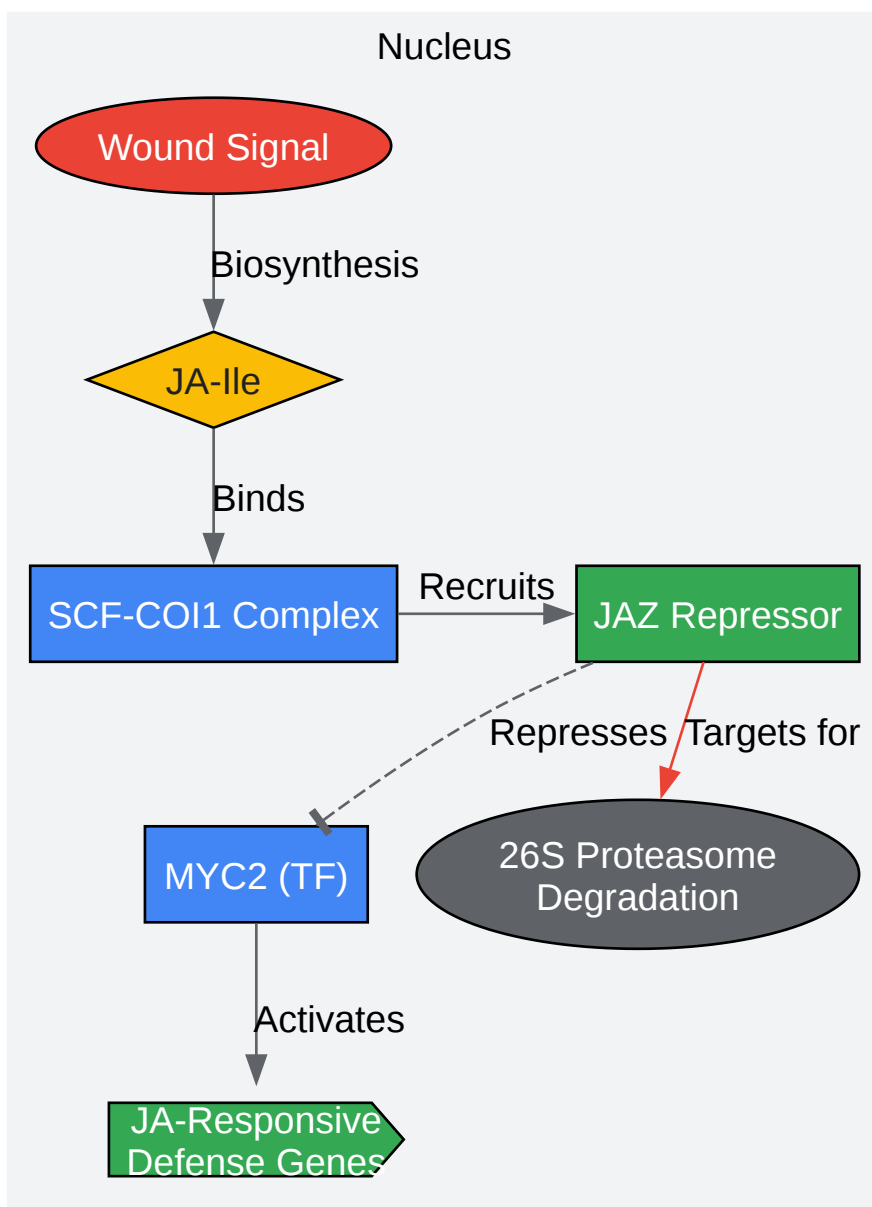 Nucleus
Wound Signal
Biosynthesis
JA-Ile
Binds
SCF-COI1 Complex
Recruits
JAZ Repressor
Represses
Targets for
MYC2 (TF)
26S Proteasome
Degradation
Activates
JA-Responsive
Defense Genes